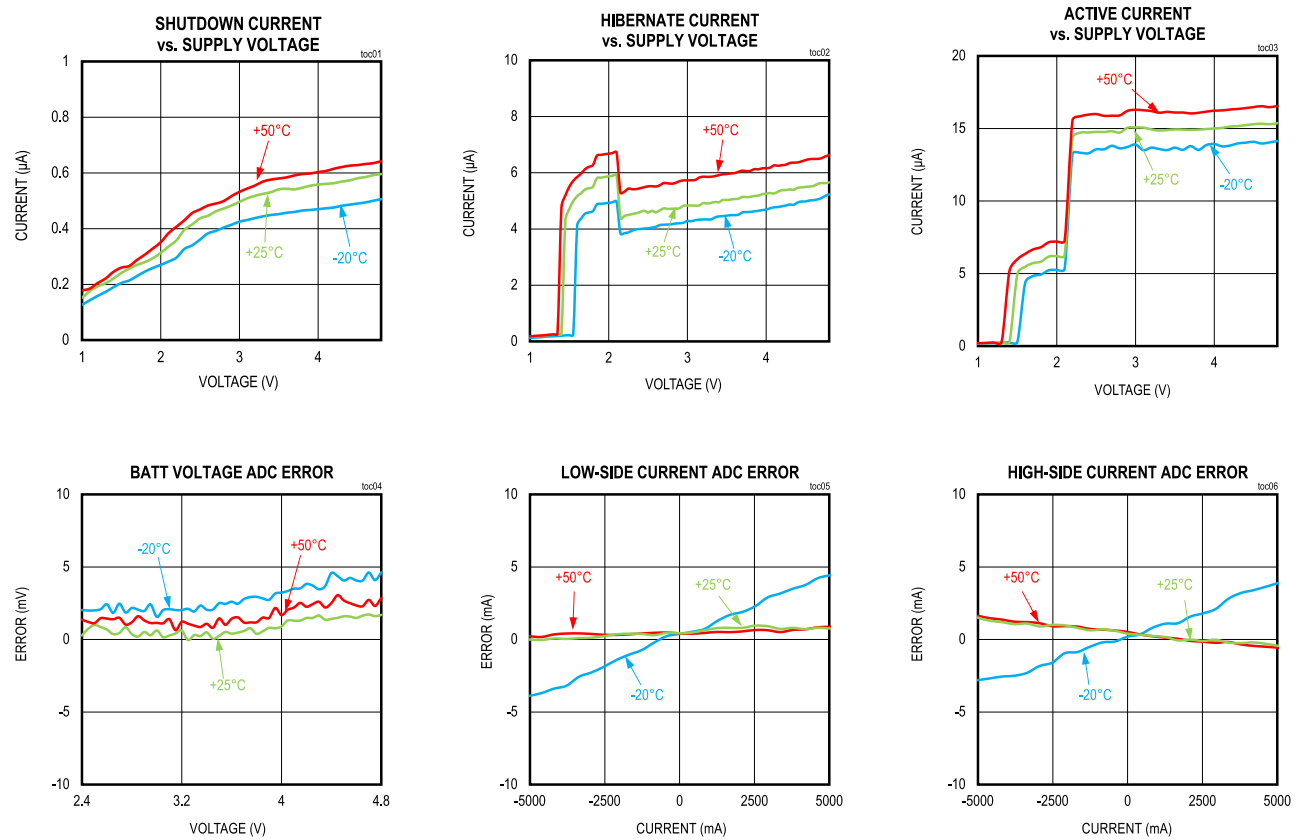 SHUTDOWN CURRENT
vs. SUPPLY VOLTAGE
toc01
1
0.8
0.6
0.4
0.2
0
CURRENT (µA)
+50°C
+25°C
-20°C
1 2 3 4
VOLTAGE (V)
HIBERNATE CURRENT
vs. SUPPLY VOLTAGE
toc02
10
8
6
4
2
0
CURRENT (µA)
+50°C
+25°C
-20°C
1 2 3 4
VOLTAGE (V)
ACTIVE CURRENT
vs. SUPPLY VOLTAGE
toc03
20
15
10
5
0
CURRENT (µA)
+50°C
+25°C
-20°C
1 2 3 4
VOLTAGE (V)
BATT VOLTAGE ADC ERROR
toc04
10
5
0
-5
-10
ERROR (mV)
-20°C
+50°C
+25°C
2.4 3.2 4 4.8
VOLTAGE (V)
LOW-SIDE CURRENT ADC ERROR
toc05
10
5
0
-5
-10
ERROR (mA)
+50°C
+25°C
-20°C
-5000 -2500 0 2500 5000
CURRENT (mA)
HIGH-SIDE CURRENT ADC ERROR
toc06
10
5
0
-5
-10
ERROR (mA)
+50°C
+25°C
-20°C
-5000 -2500 0 2500 5000
CURRENT (mA)